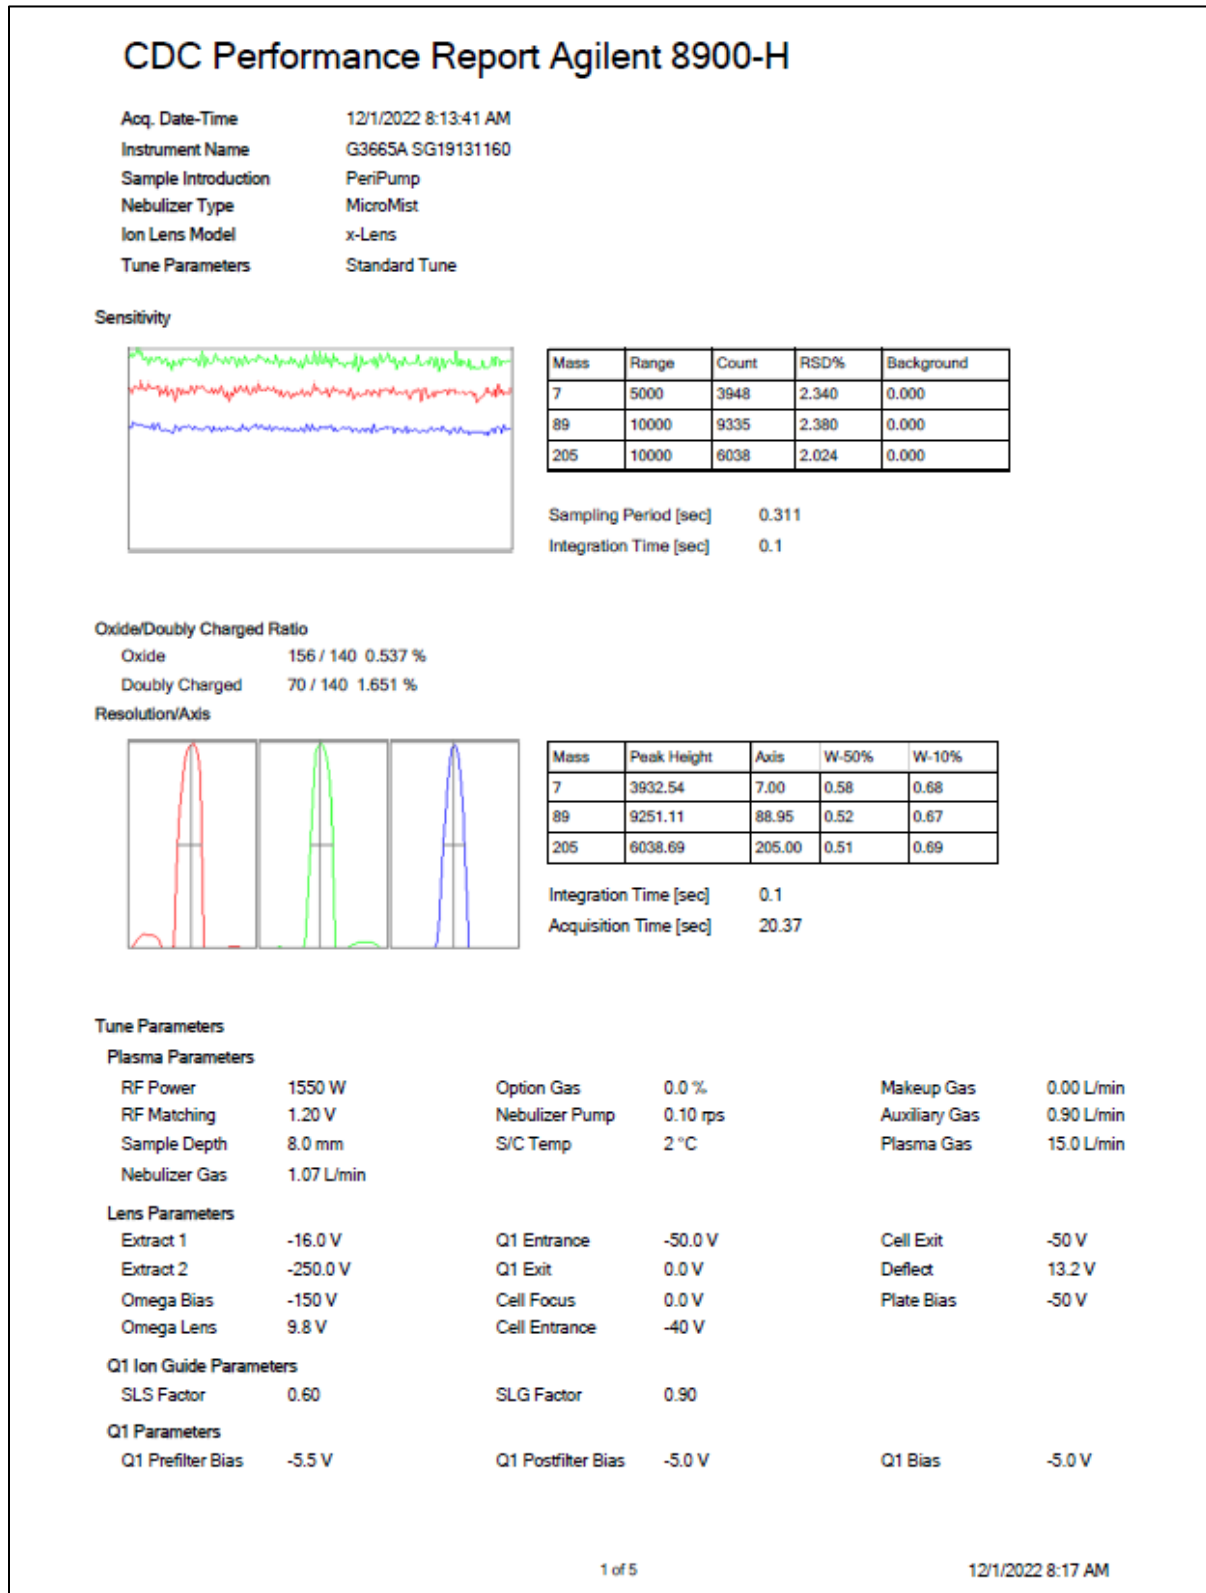 CDC Performance Report Agilent 8900-H
Acq. Date-Time 12/1/2022 8:13:41 AM
Instrument Name G3665A SG19131160
Sample Introduction PeriPump
Nebulizer Type MicroMist
Ion Lens Model x-Lens
Tune Parameters Standard Tune
Sensitivity
Mass Range Count RSD% Background
7 5000 3948 2.340 0.000
89 10000 9335 2.380 0.000
205 10000 6038 2.024 0.000
Sampling Period [sec] 0.311
Integration Time [sec] 0.1
Oxide/Doubly Charged Ratio
Oxide 156 / 140 0.537 %
Doubly Charged 70 / 140 1.651 %
Resolution/Axis
Mass Peak Height Axis W-50% W-10%
7 3932.54 7.00 0.58 0.68
89 9251.11 88.95 0.52 0.67
205 6038.69 205.00 0.51 0.69
Integration Time [sec] 0.1
Acquisition Time [sec] 20.37
Tune Parameters
Plasma Parameters
RF Power 1550 W Option Gas 0.0 % Makeup Gas 0.00 L/min
RF Matching 1.20 V Nebulizer Pump 0.10 rps Auxiliary Gas 0.90 L/min
Sample Depth 8.0 mm S/C Temp 2 °C Plasma Gas 15.0 L/min
Nebulizer Gas 1.07 L/min
Lens Parameters
Extract 1 -16.0 V Q1 Entrance -50.0 V Cell Exit -50 V
Extract 2 -250.0 V Q1 Exit 0.0 V Deflect 13.2 V
Omega Bias -150 V Cell Focus 0.0 V Plate Bias -50 V
Omega Lens 9.8 V Cell Entrance -40 V
Q1 Ion Guide Parameters
SLS Factor 0.60 SLG Factor 0.90
Q1 Parameters
Q1 Prefilter Bias -5.5 V Q1 Postfilter Bias -5.0 V Q1 Bias -5.0 V
1 of 5 12/1/2022 8:17 AM